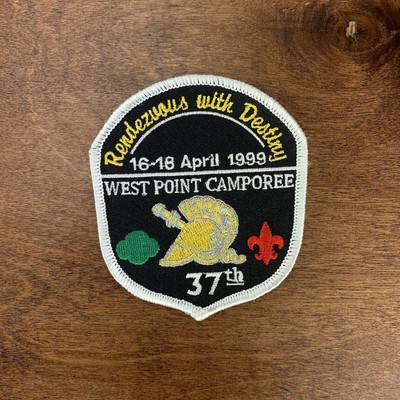 Rendezvous with Destiny
16-18 April 1999
WEST POINT CAMPOREE
37th